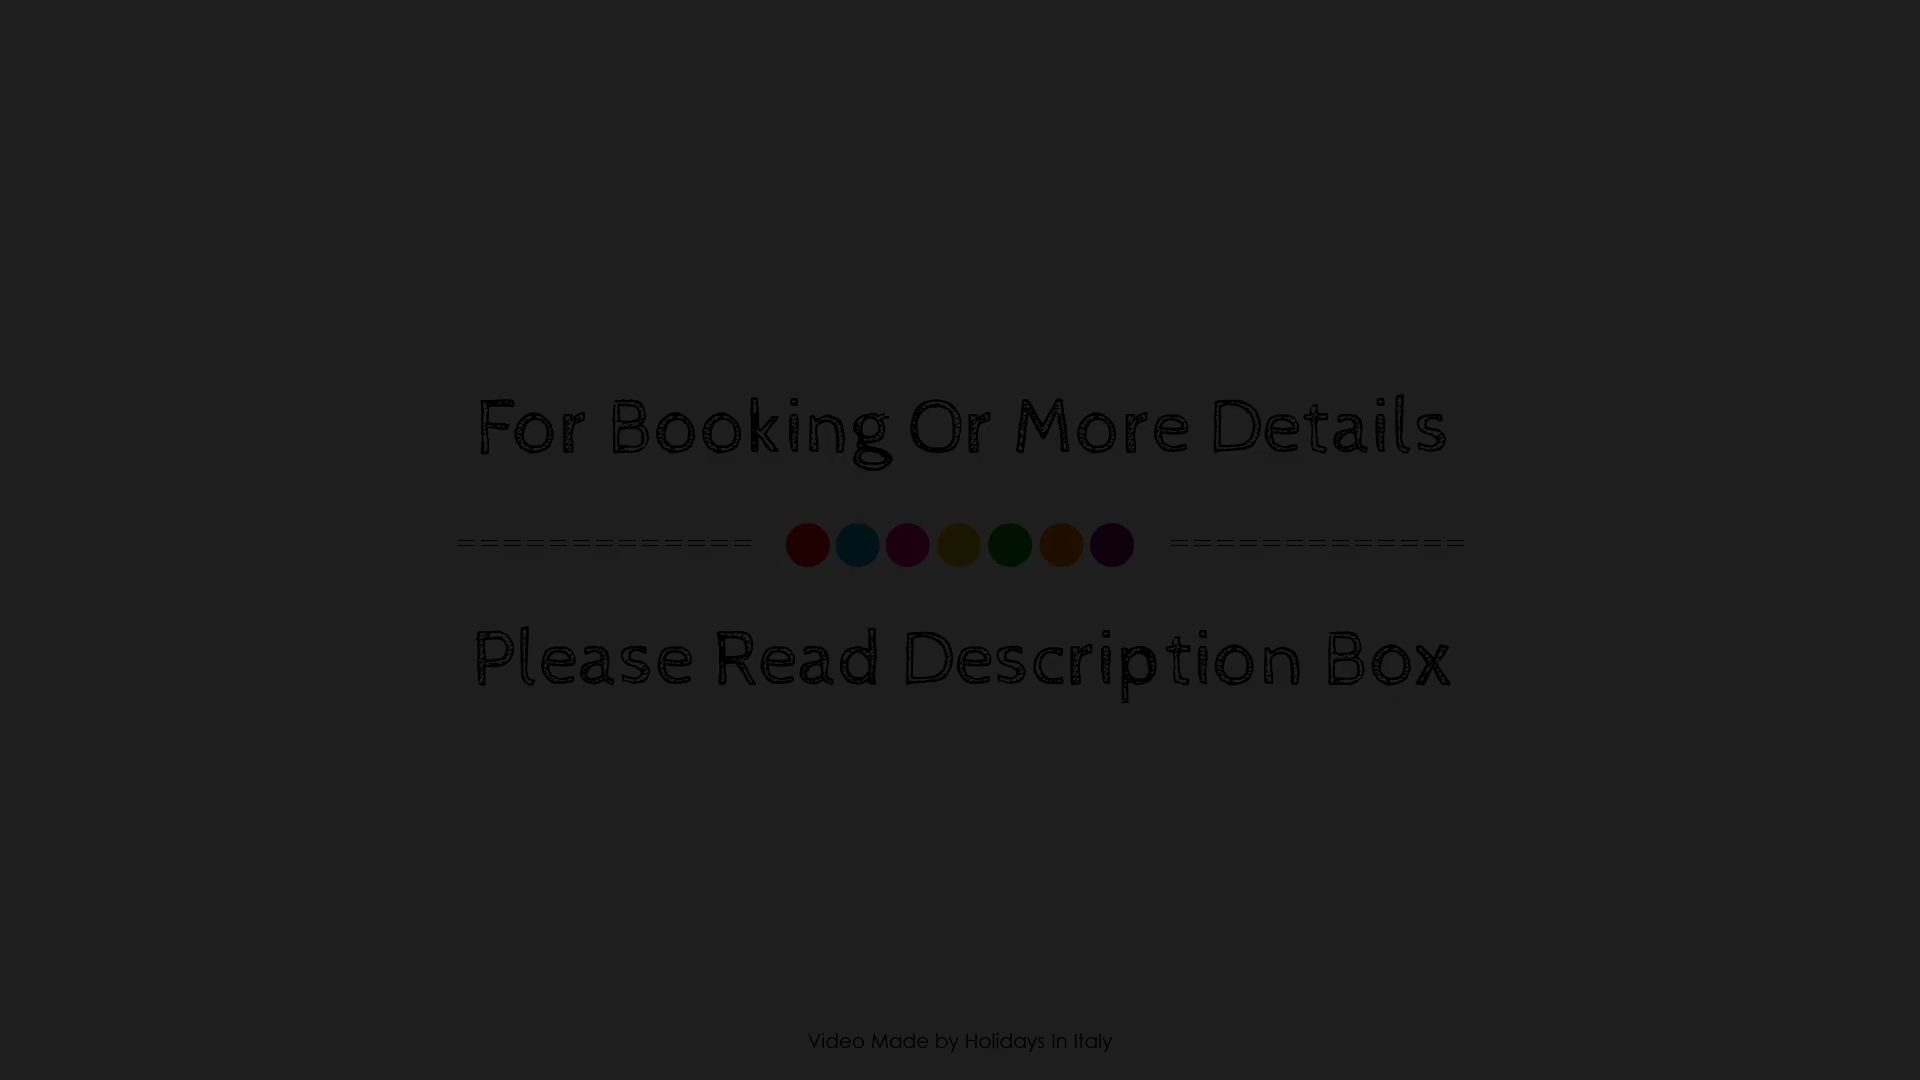 For Booking Or More Details
============= =============
Please Read Description Box
Video Made by Holidays In Italy